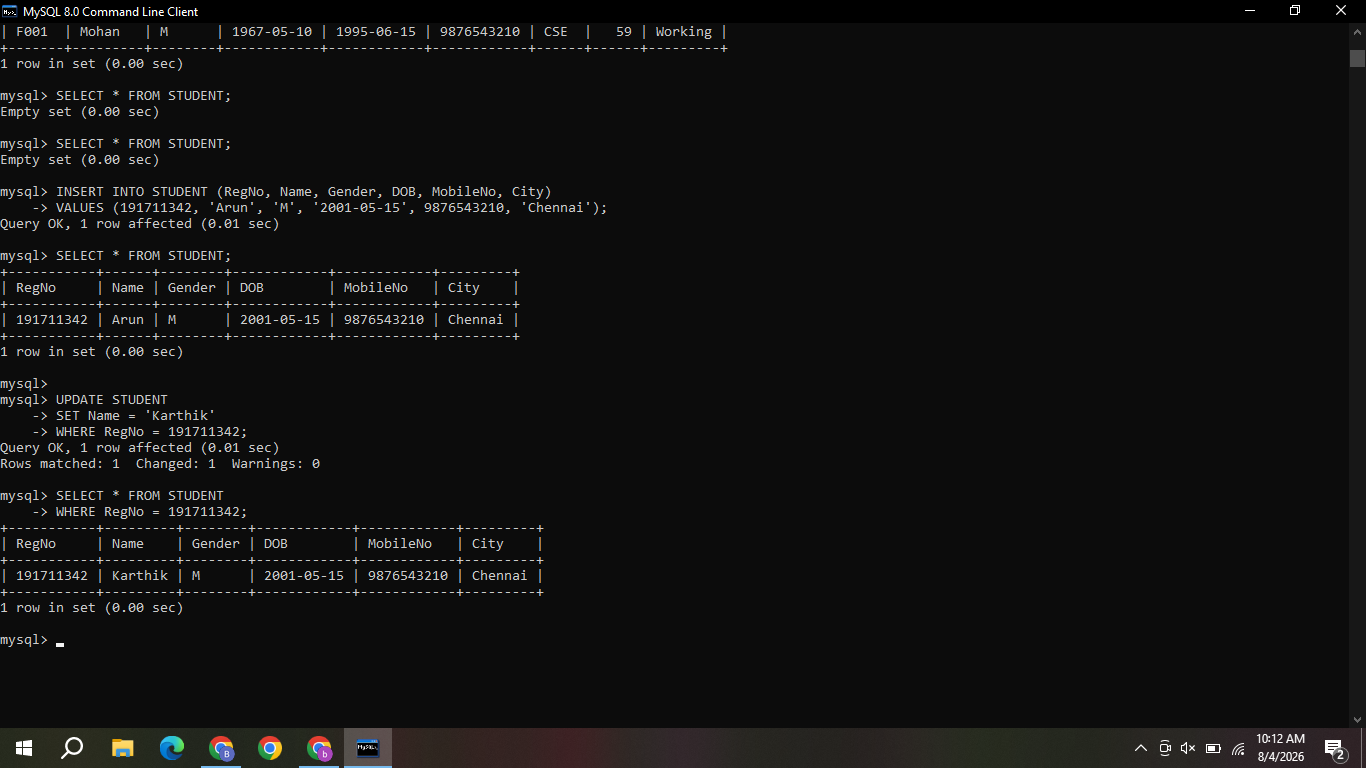 MySQL 8.0 Command Line Client
| F001  | Mohan   | M      | 1967-05-10 | 1995-06-15 | 9876543210 | CSE  |   59 | Working |
+-------+---------+--------+------------+------------+------------+------+------+---------+
1 row in set (0.00 sec)
mysql> SELECT * FROM STUDENT;
Empty set (0.00 sec)
mysql> SELECT * FROM STUDENT;
Empty set (0.00 sec)
mysql> INSERT INTO STUDENT (RegNo, Name, Gender, DOB, MobileNo, City)
    -> VALUES (191711342, 'Arun', 'M', '2001-05-15', 9876543210, 'Chennai');
Query OK, 1 row affected (0.01 sec)
mysql> SELECT * FROM STUDENT;
+-----------+------+--------+------------+------------+---------+
| RegNo     | Name | Gender | DOB        | MobileNo   | City    |
+-----------+------+--------+------------+------------+---------+
| 191711342 | Arun | M      | 2001-05-15 | 9876543210 | Chennai |
+-----------+------+--------+------------+------------+---------+
1 row in set (0.00 sec)
mysql>
mysql> UPDATE STUDENT
    -> SET Name = 'Karthik'
    -> WHERE RegNo = 191711342;
Query OK, 1 row affected (0.01 sec)
Rows matched: 1  Changed: 1  Warnings: 0
mysql> SELECT * FROM STUDENT
    -> WHERE RegNo = 191711342;
+-----------+---------+--------+------------+------------+---------+
| RegNo     | Name    | Gender | DOB        | MobileNo   | City    |
+-----------+---------+--------+------------+------------+---------+
| 191711342 | Karthik | M      | 2001-05-15 | 9876543210 | Chennai |
+-----------+---------+--------+------------+------------+---------+
1 row in set (0.00 sec)
mysql>
B
b
MySQL
10:12 AM
8/4/2026
2